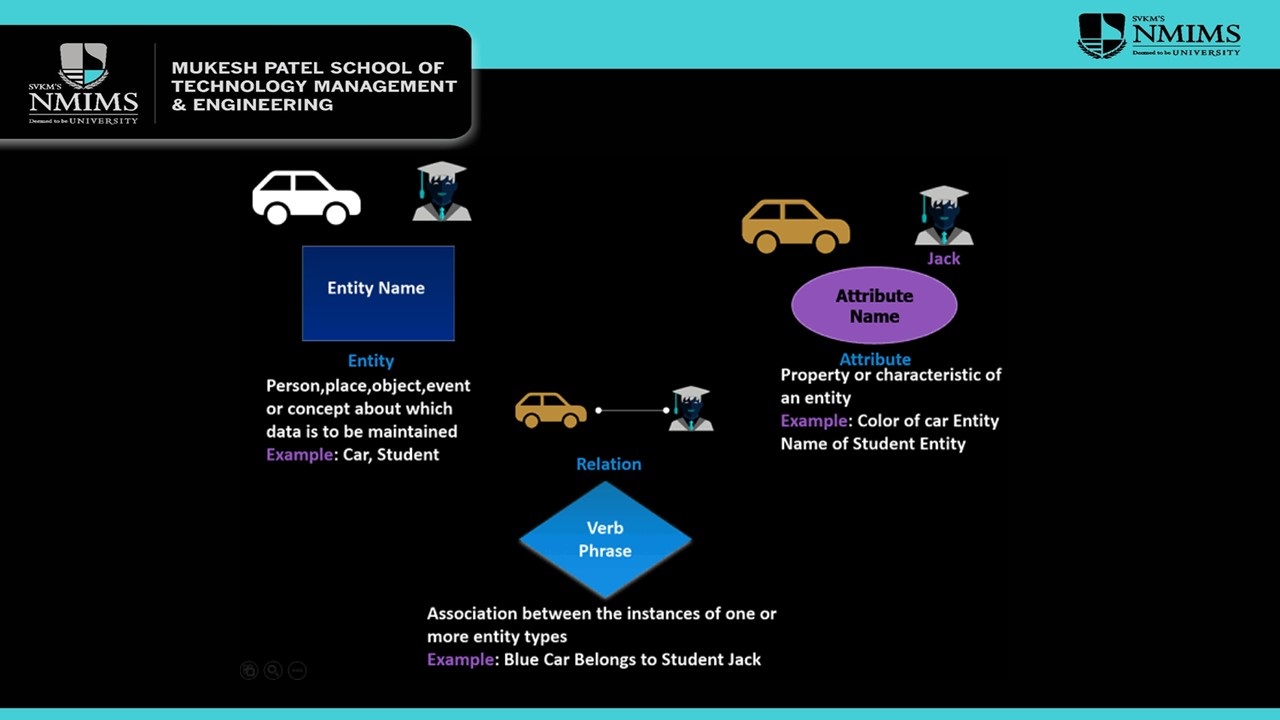 SVKM'S
NMIMS
Deemed to be UNIVERSITY
MUKESH PATEL SCHOOL OF
TECHNOLOGY MANAGEMENT
& ENGINEERING
SVKM'S
NMIMS
Deemed to be UNIVERSITY
Entity Name
Entity
Person,place,object,event
or concept about which
data is to be maintained
Example: Car, Student
Jack
Attribute
Name
Attribute
Property or characteristic of
an entity
Example: Color of car Entity
Name of Student Entity
Relation
Verb
Phrase
Association between the instances of one or
more entity types
Example: Blue Car Belongs to Student Jack